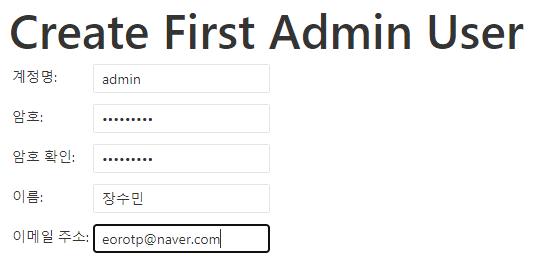 Create First Admin User
계정명: admin
암호: •••••••••
암호 확인: •••••••••
이름: 장수민
이메일 주소: eorotp@naver.com